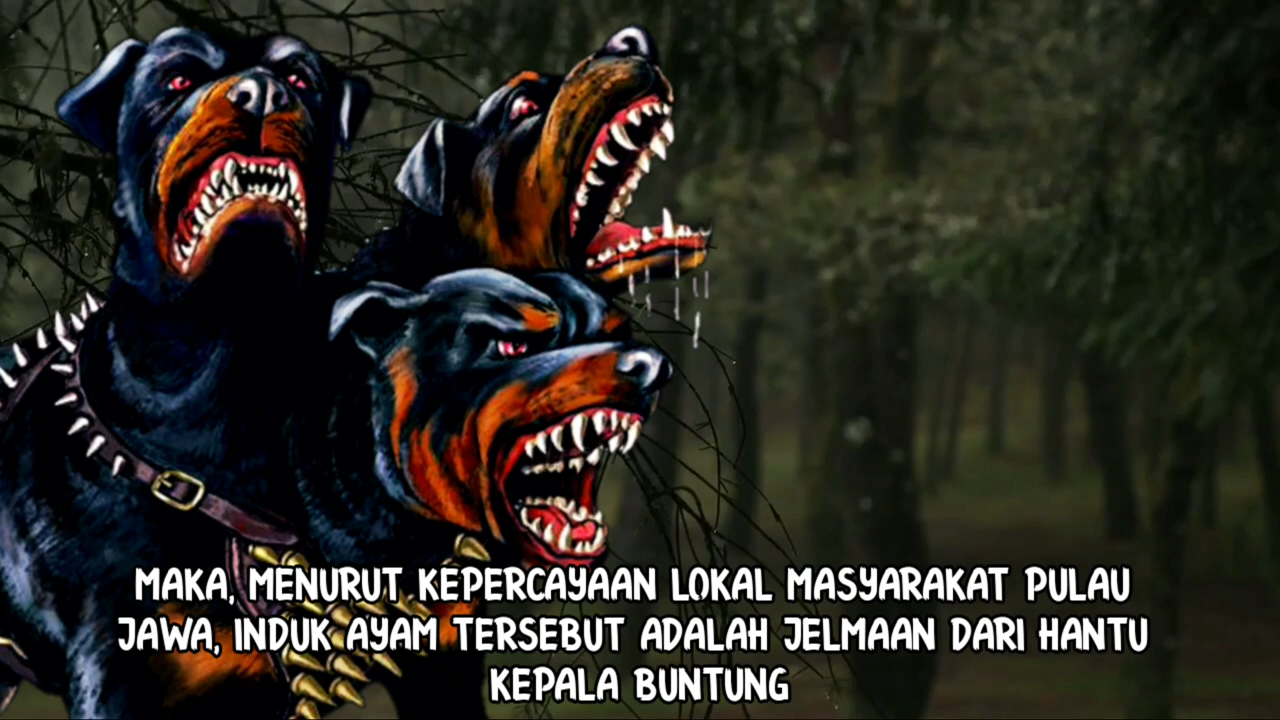 MAKA, MENURUT KEPERCAYAAN LOKAL MASYARAKAT PULAU
JAWA, INDUK AYAM TERSEBUT ADALAH JELMAAN DARI HANTU
KEPALA BUNTUNG